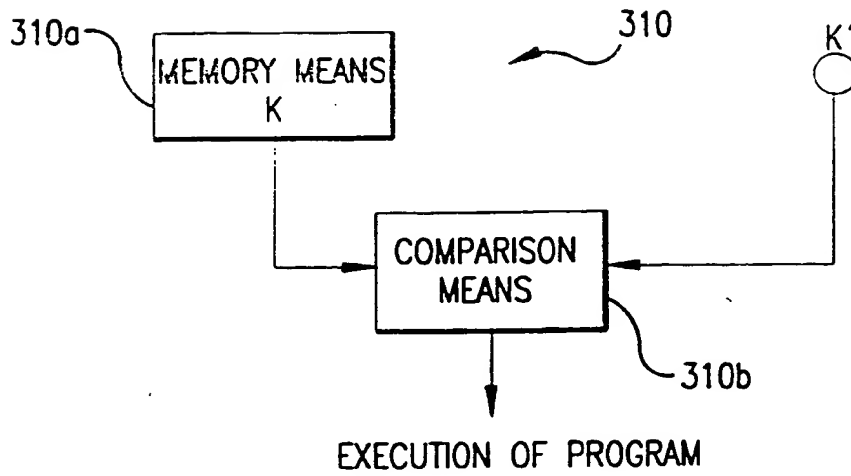 310a
MEMORY MEANS
K
310
K'
COMPARISON
MEANS
310b
EXECUTION OF PROGRAM